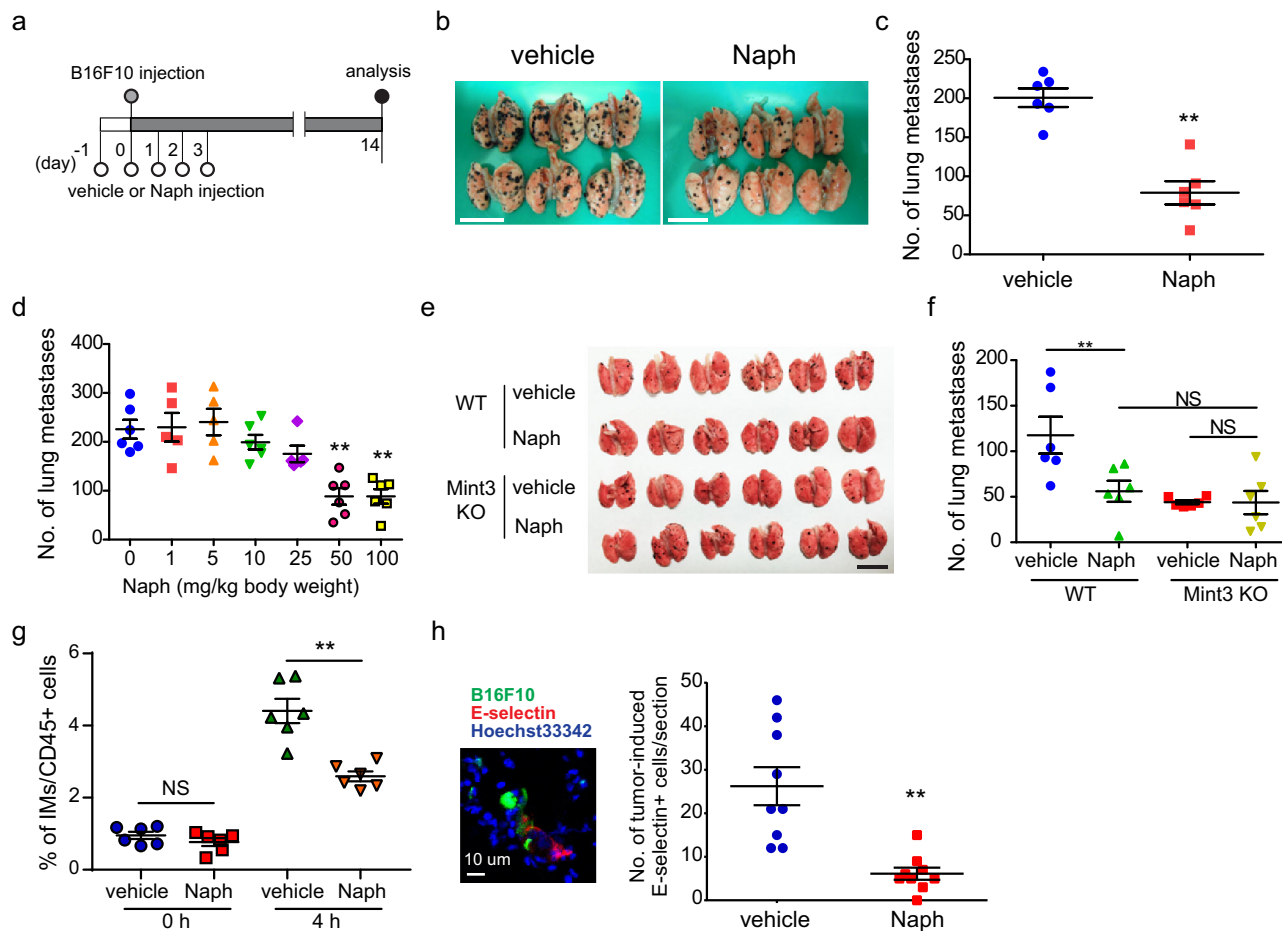 a
B16F10 injection
analysis
-1
0
1
2
3
14
(day)
vehicle or Naph injection
b
vehicle
Naph
c
No. of lung metastases
250
200
150
100
50
0
**
vehicle
Naph
d
No. of lung metastases
400
300
200
100
0
**
**
0
1
5
10
25
50
100
Naph (mg/kg body weight)
e
WT
vehicle
Naph
Mint3
KO
vehicle
Naph
f
No. of lung metastases
200
150
100
50
0
**
NS
NS
vehicle
Naph
vehicle
Naph
WT
Mint3 KO
g
% of IMs/CD45+ cells
6
4
2
0
NS
**
vehicle
Naph
vehicle
Naph
0 h
4 h
h
B16F10
E-selectin
Hoechst33342
10 um
No. of tumor-induced
E-selectin+ cells/section
50
40
30
20
10
0
**
vehicle
Naph